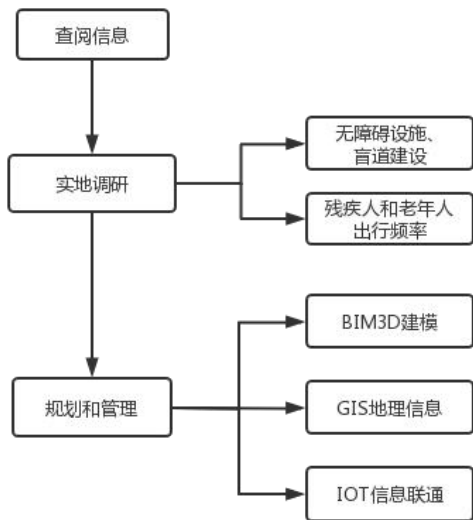 查阅信息
实地调研
无障碍设施、
盲道建设
残疾人和老年人
出行频率
规划和管理
BIM3D建模
GIS地理信息
IOT信息联通